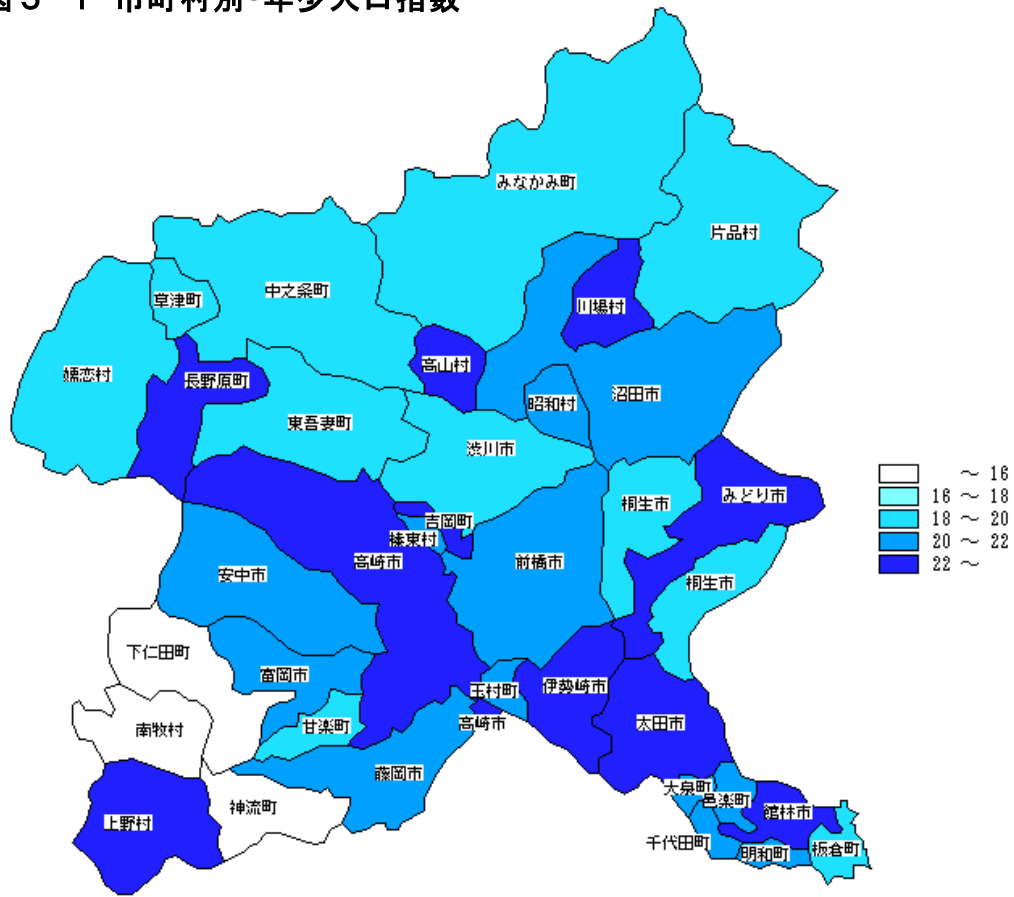 図３－１ 市町村別・年少人口指数
みなかみ町
片品村
中之条町
草津町
川場村
高山村
嬬恋村
長野原町
沼田市
昭和村
東吾妻町
渋川市
～ 16
16 ～ 18
18 ～ 20
20 ～ 22
22 ～
みどり市
桐生市
吉岡町
榛東村
高崎市
前橋市
安中市
桐生市
下仁田町
富岡市
玉村町
伊勢崎市
太田市
南牧村
甘楽町
高崎市
藤岡市
大泉町
邑楽町
館林市
神流町
上野村
千代田町
明和町
板倉町